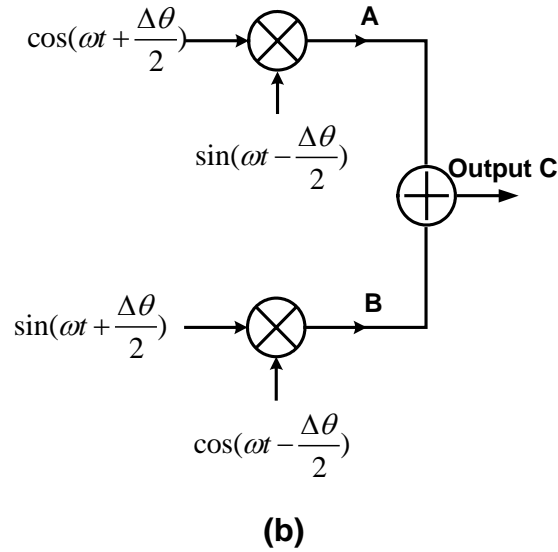 cos(ωt + Δθ/2)
A
sin(ωt − Δθ/2)
Output C
sin(ωt + Δθ/2)
B
cos(ωt − Δθ/2)
(b)